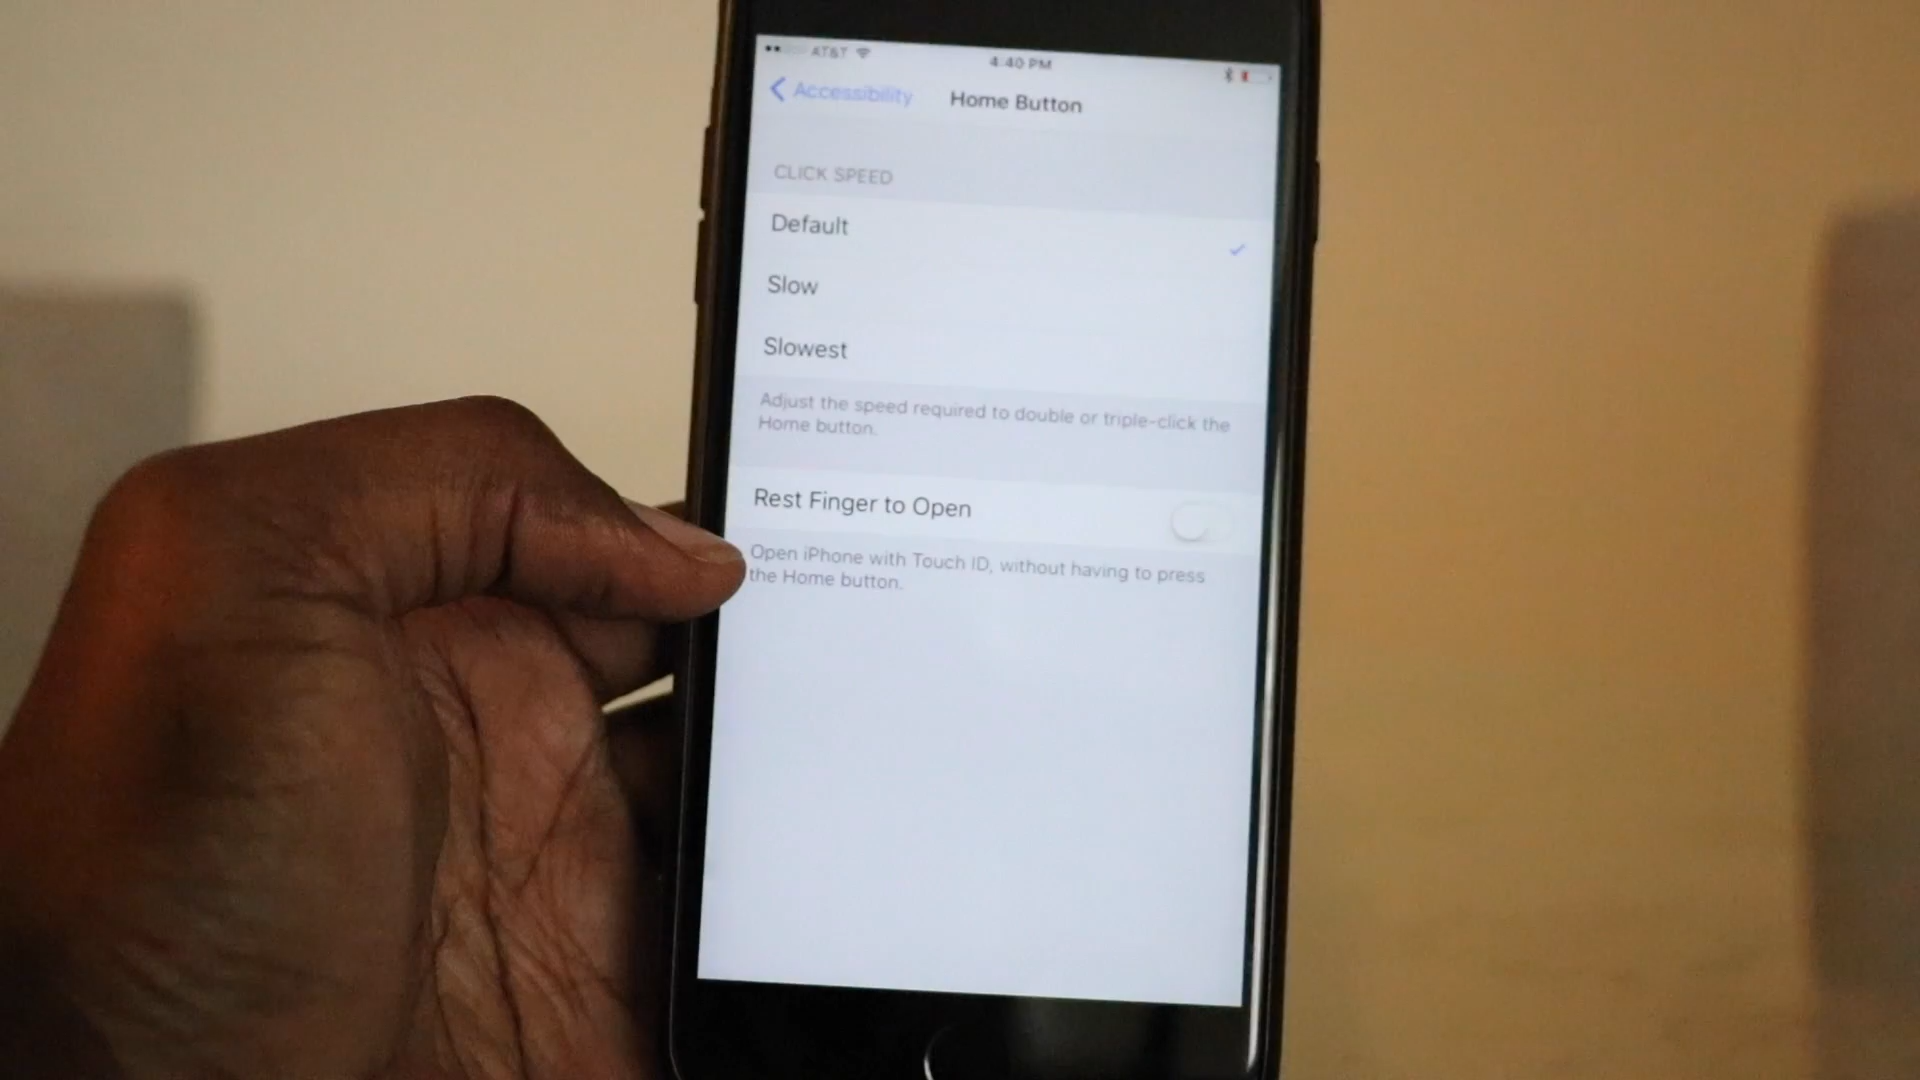 AT&T
4:40 PM
Accessibility
Home Button
CLICK SPEED
Default
Slow
Slowest
Adjust the speed required to double or triple-click the
Home button.
Rest Finger to Open
Open iPhone with Touch ID, without having to press
the Home button.